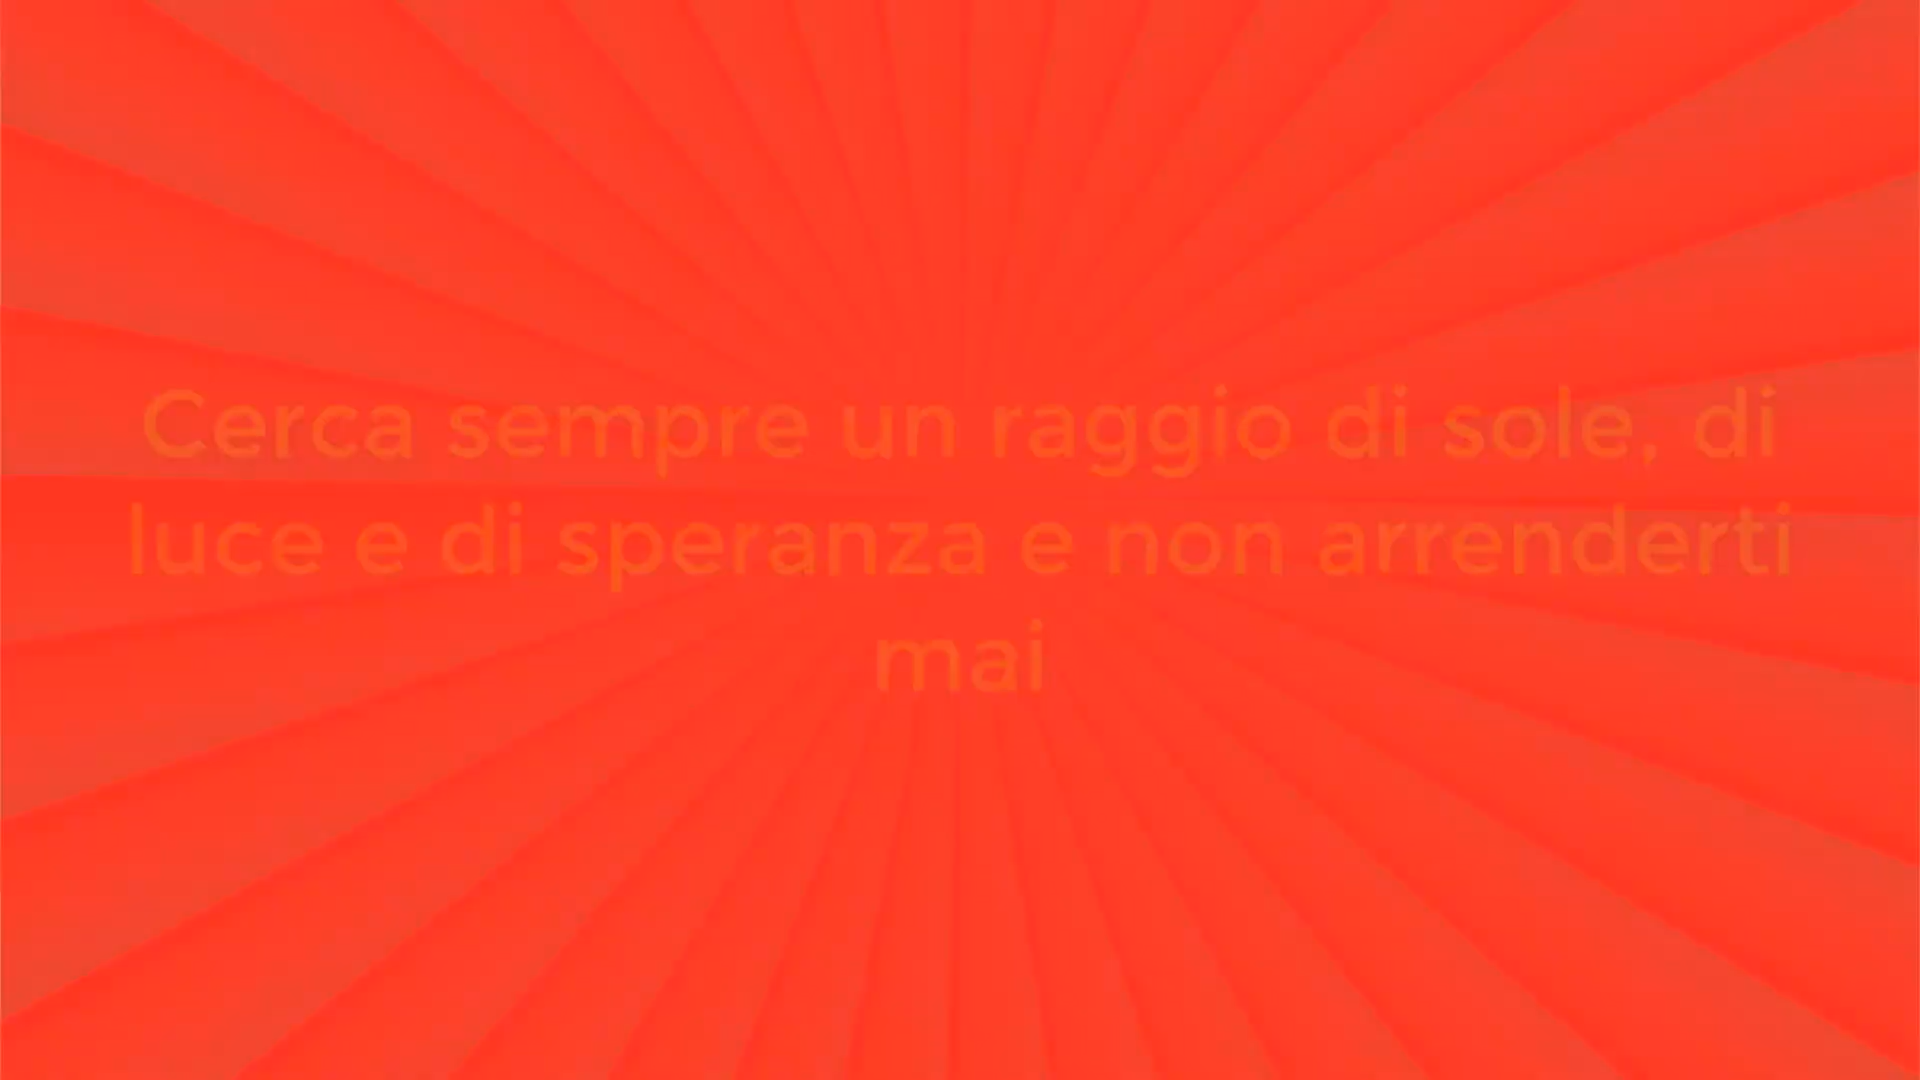 Cerca sempre un raggio di sole, di
luce e di speranza e non arrenderti
mai